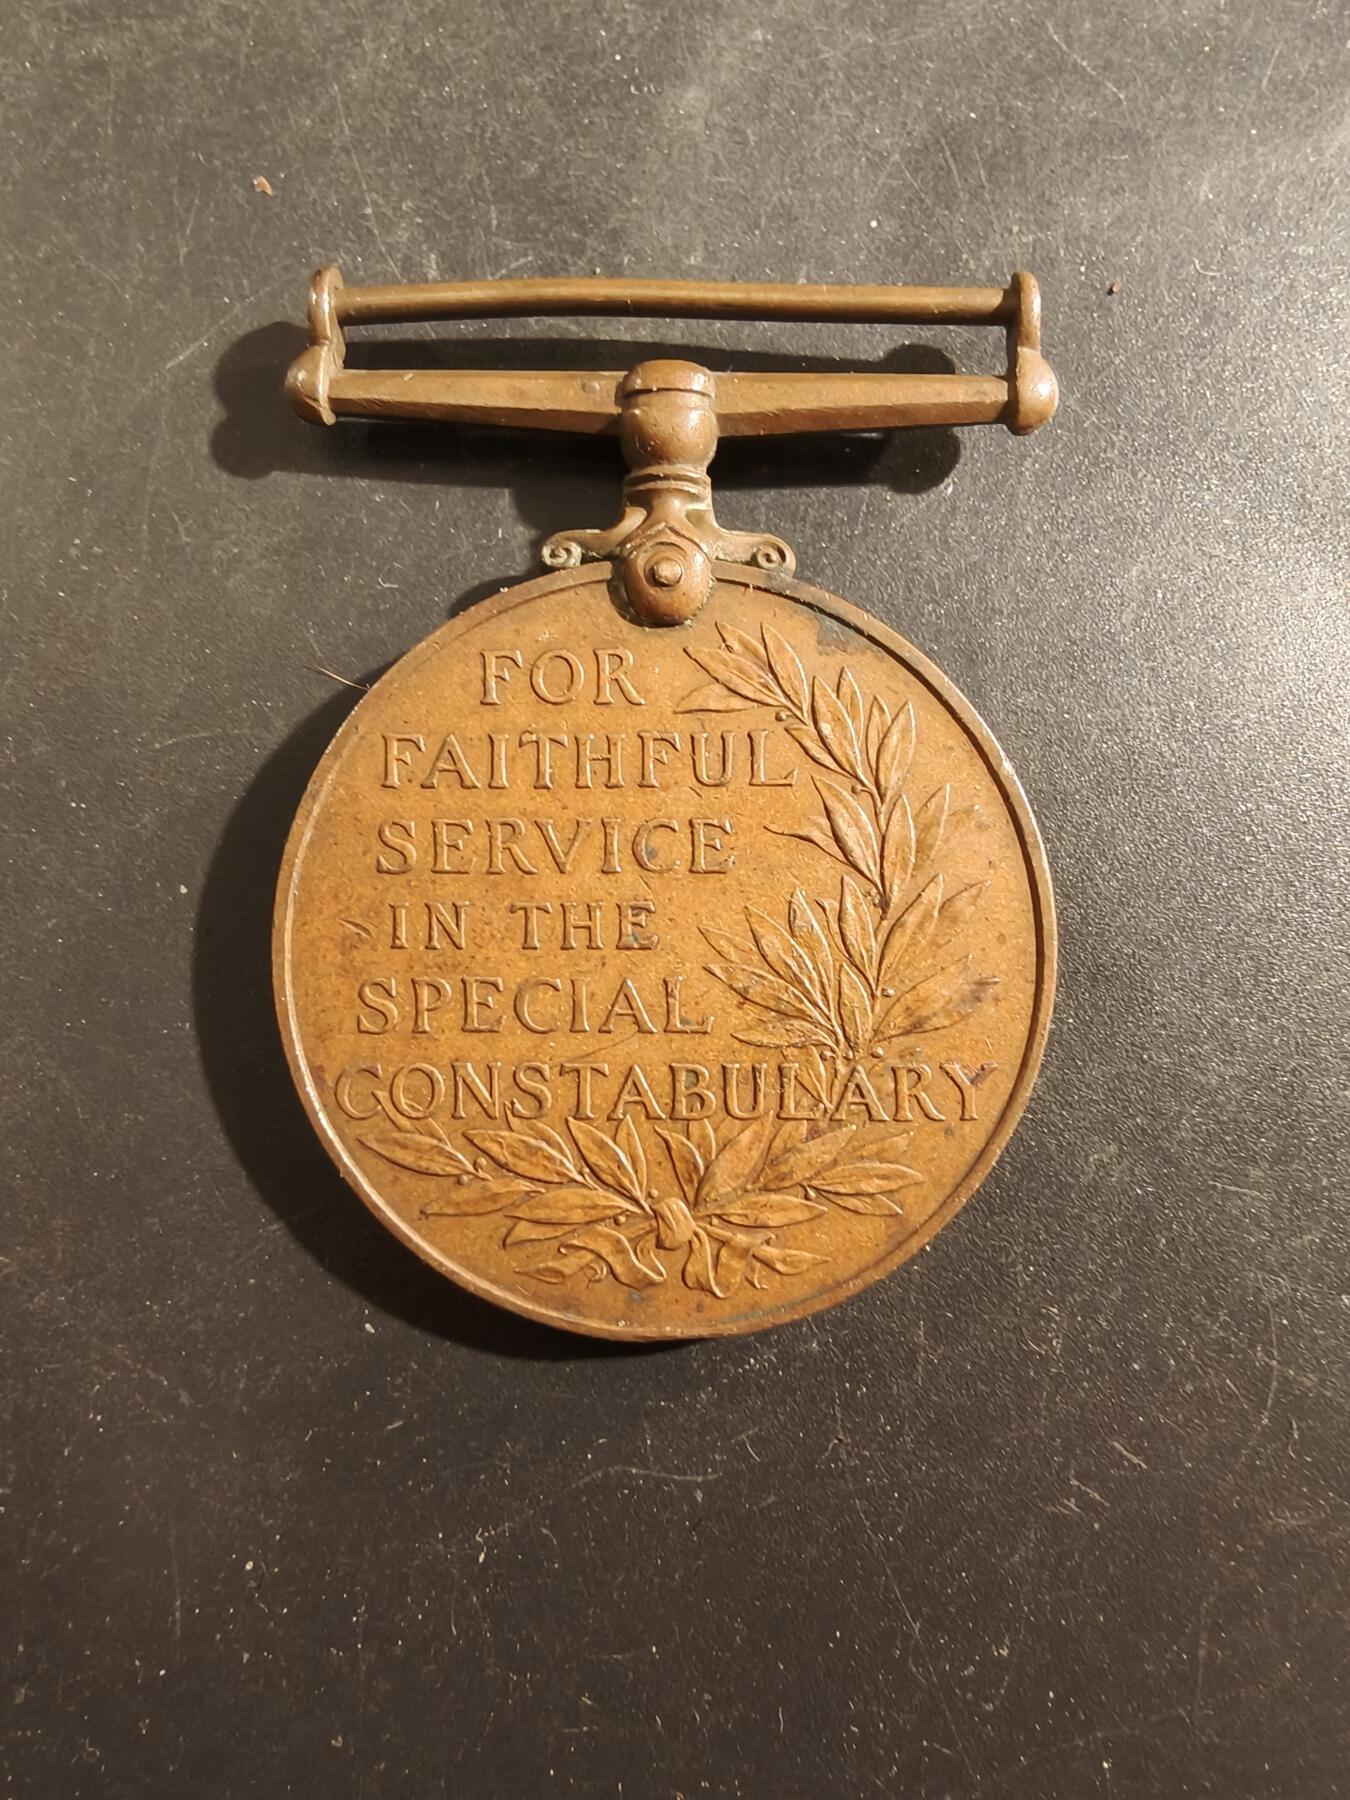 FOR
FAITHFUL
SERVICE
IN THE
SPECIAL
CONSTABULARY